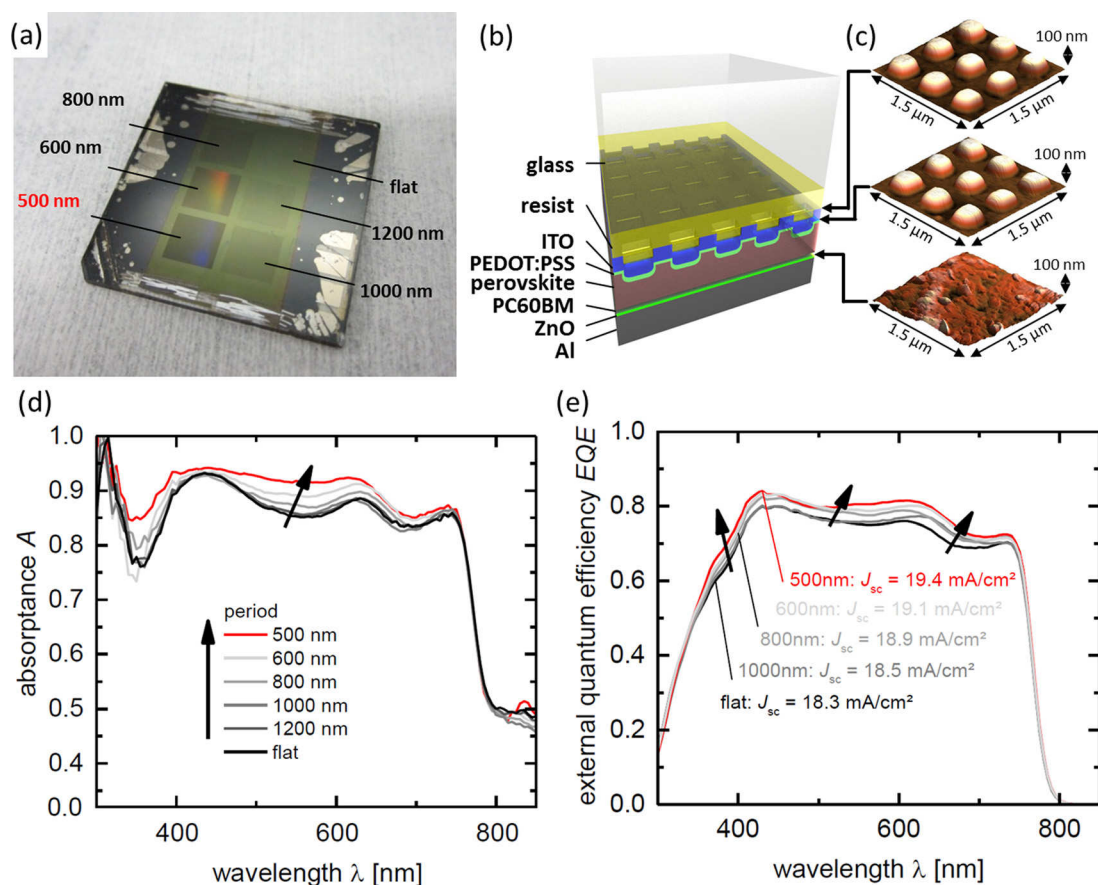 (a)
800 nm
600 nm
500 nm
flat
1200 nm
1000 nm
(b)
glass
resist
ITO
PEDOT:PSS
perovskite
PC60BM
ZnO
Al
(c)
100 nm
1.5 µm
1.5 µm
100 nm
1.5 µm
1.5 µm
100 nm
1.5 µm
1.5 µm
(d)
absorptance A
1.0
0.9
0.8
0.7
0.6
0.5
0.4
0.0
period
500 nm
600 nm
800 nm
1000 nm
1200 nm
flat
400
600
800
wavelength λ [nm]
(e)
external quantum efficiency EQE
1.0
0.8
0.6
0.4
0.2
0.0
500nm: Jsc = 19.4 mA/cm²
600nm: Jsc = 19.1 mA/cm²
800nm: Jsc = 18.9 mA/cm²
1000nm: Jsc = 18.5 mA/cm²
flat: Jsc = 18.3 mA/cm²
400
600
800
wavelength λ [nm]